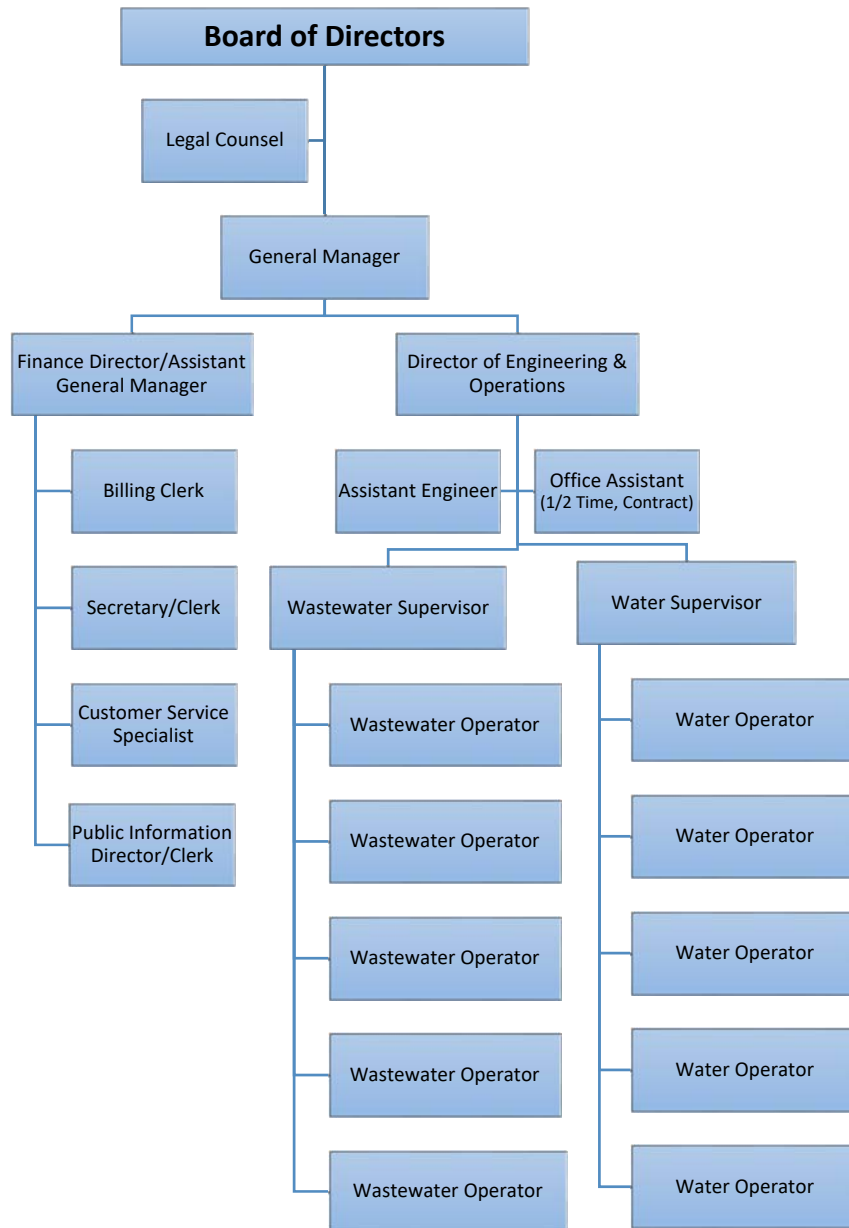 Board of Directors
Legal Counsel
General Manager
Finance Director/Assistant
General Manager
Director of Engineering &
Operations
Billing Clerk
Assistant Engineer
Office Assistant
(1/2 Time, Contract)
Secretary/Clerk
Wastewater Supervisor
Water Supervisor
Customer Service
Specialist
Wastewater Operator
Water Operator
Public Information
Director/Clerk
Wastewater Operator
Water Operator
Wastewater Operator
Water Operator
Wastewater Operator
Water Operator
Wastewater Operator
Water Operator